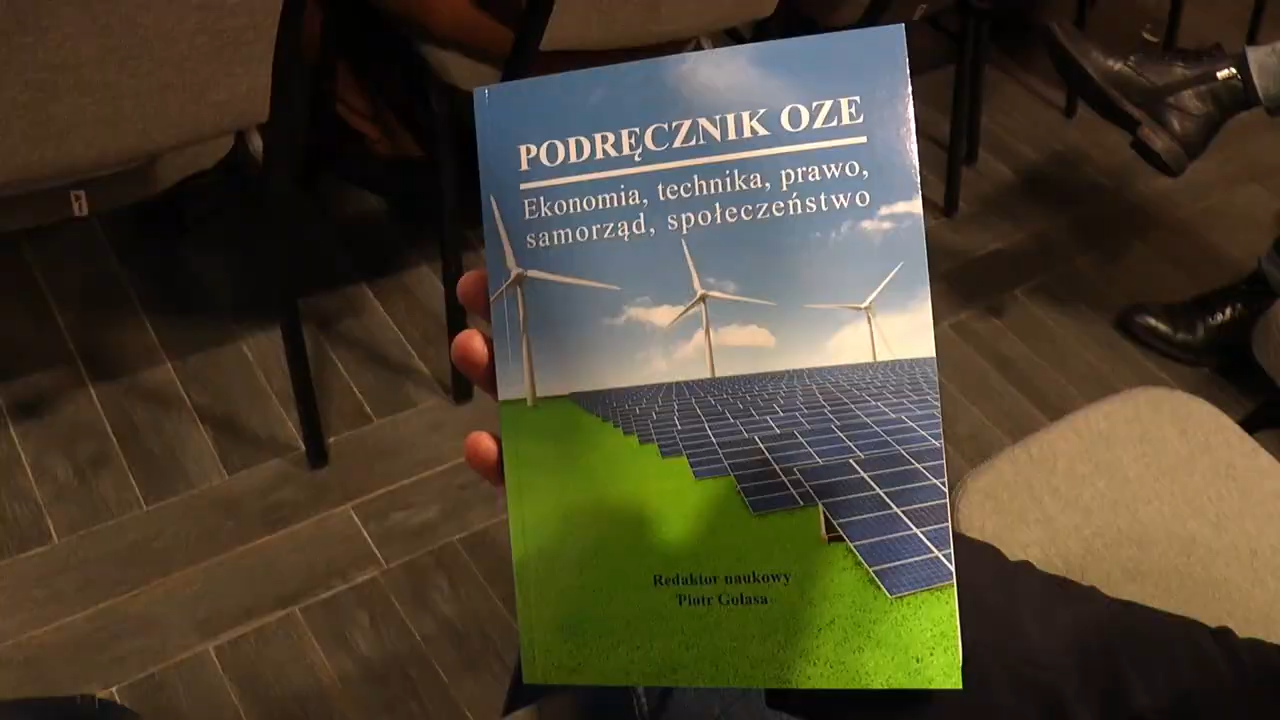 PODRĘCZNIK OZE
Ekonomia, technika, prawo,
samorząd, społeczeństwo
Redaktor naukowy
Piotr Gołasa